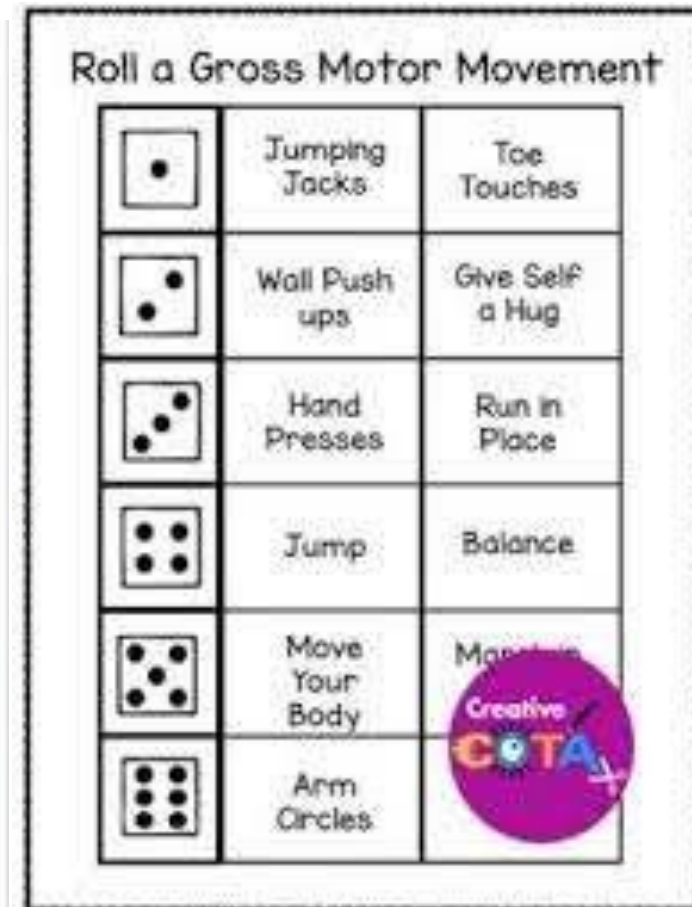 Roll a Gross Motor Movement
Jumping
Jacks
Toe
Touches
Wall Push
ups
Give Self
a Hug
Hand
Presses
Run in
Place
Jump
Balance
Move
Your
Body
Creative
COTA
Arm
Circles